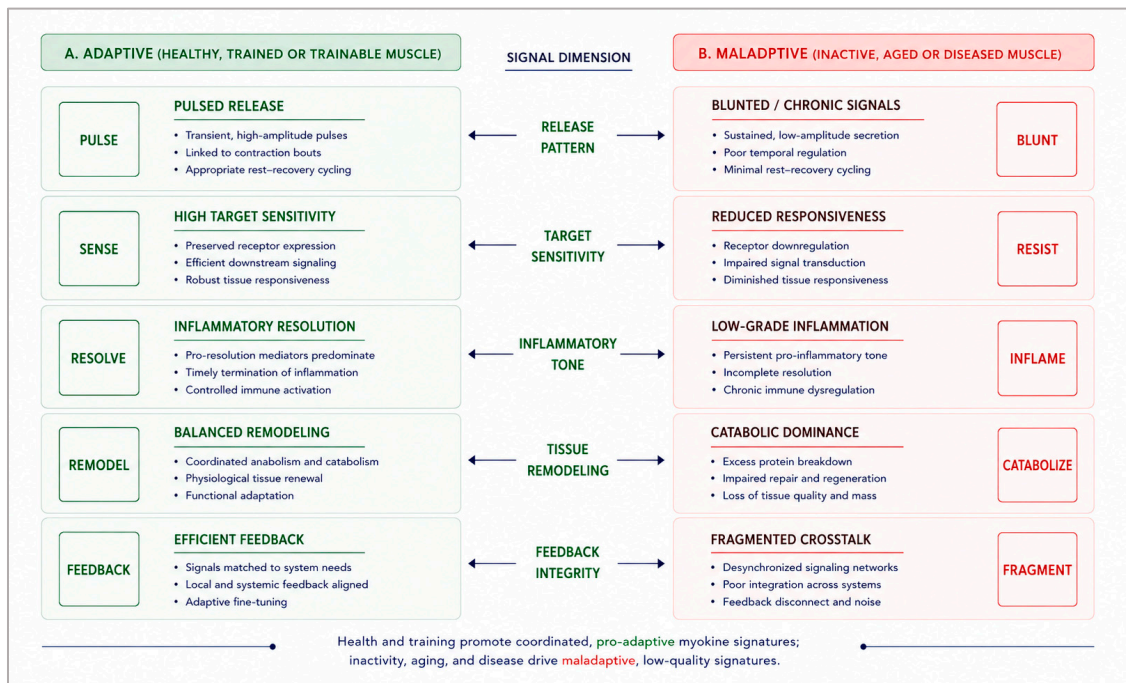 A. ADAPTIVE (HEALTHY, TRAINED OR TRAINABLE MUSCLE)
SIGNAL DIMENSION
B. MALADPTIVE (INACTIVE, AGED OR DISEASED MUSCLE)
PULSE
PULSED RELEASE
• Transient, high-amplitude pulses
• Linked to contraction bouts
• Appropriate rest–recovery cycling
RELEASE
PATTERN
BLUNTED / CHRONIC SIGNALS
• Sustained, low-amplitude secretion
• Poor temporal regulation
• Minimal rest–recovery cycling
BLUNT
SENSE
HIGH TARGET SENSITIVITY
• Preserved receptor expression
• Efficient downstream signaling
• Robust tissue responsiveness
TARGET
SENSITIVITY
REDUCED RESPONSIVENESS
• Receptor downregulation
• Impaired signal transduction
• Diminished tissue responsiveness
RESIST
RESOLVE
INFLAMMATORY RESOLUTION
• Pro-resolution mediators predominate
• Timely termination of inflammation
• Controlled immune activation
INFLAMMATORY
TONE
LOW-GRADE INFLAMMATION
• Persistent pro-inflammatory tone
• Incomplete resolution
• Chronic immune dysregulation
INFLAME
REMODEL
BALANCED REMODELING
• Coordinated anabolism and catabolism
• Physiological tissue renewal
• Functional adaptation
TISSUE
REMODELING
CATABOLIC DOMINANCE
• Excess protein breakdown
• Impaired repair and regeneration
• Loss of tissue quality and mass
CATABOLIZE
FEEDBACK
EFFICIENT FEEDBACK
• Signals matched to system needs
• Local and systemic feedback aligned
• Adaptive fine-tuning
FEEDBACK
INTEGRITY
FRAGMENTED CROSSTALK
• Desynchronized signaling networks
• Poor integration across systems
• Feedback disconnect and noise
FRAGMENT
Health and training promote coordinated, pro-adaptive myokine signatures;
inactivity, aging, and disease drive maladaptive, low-quality signatures.